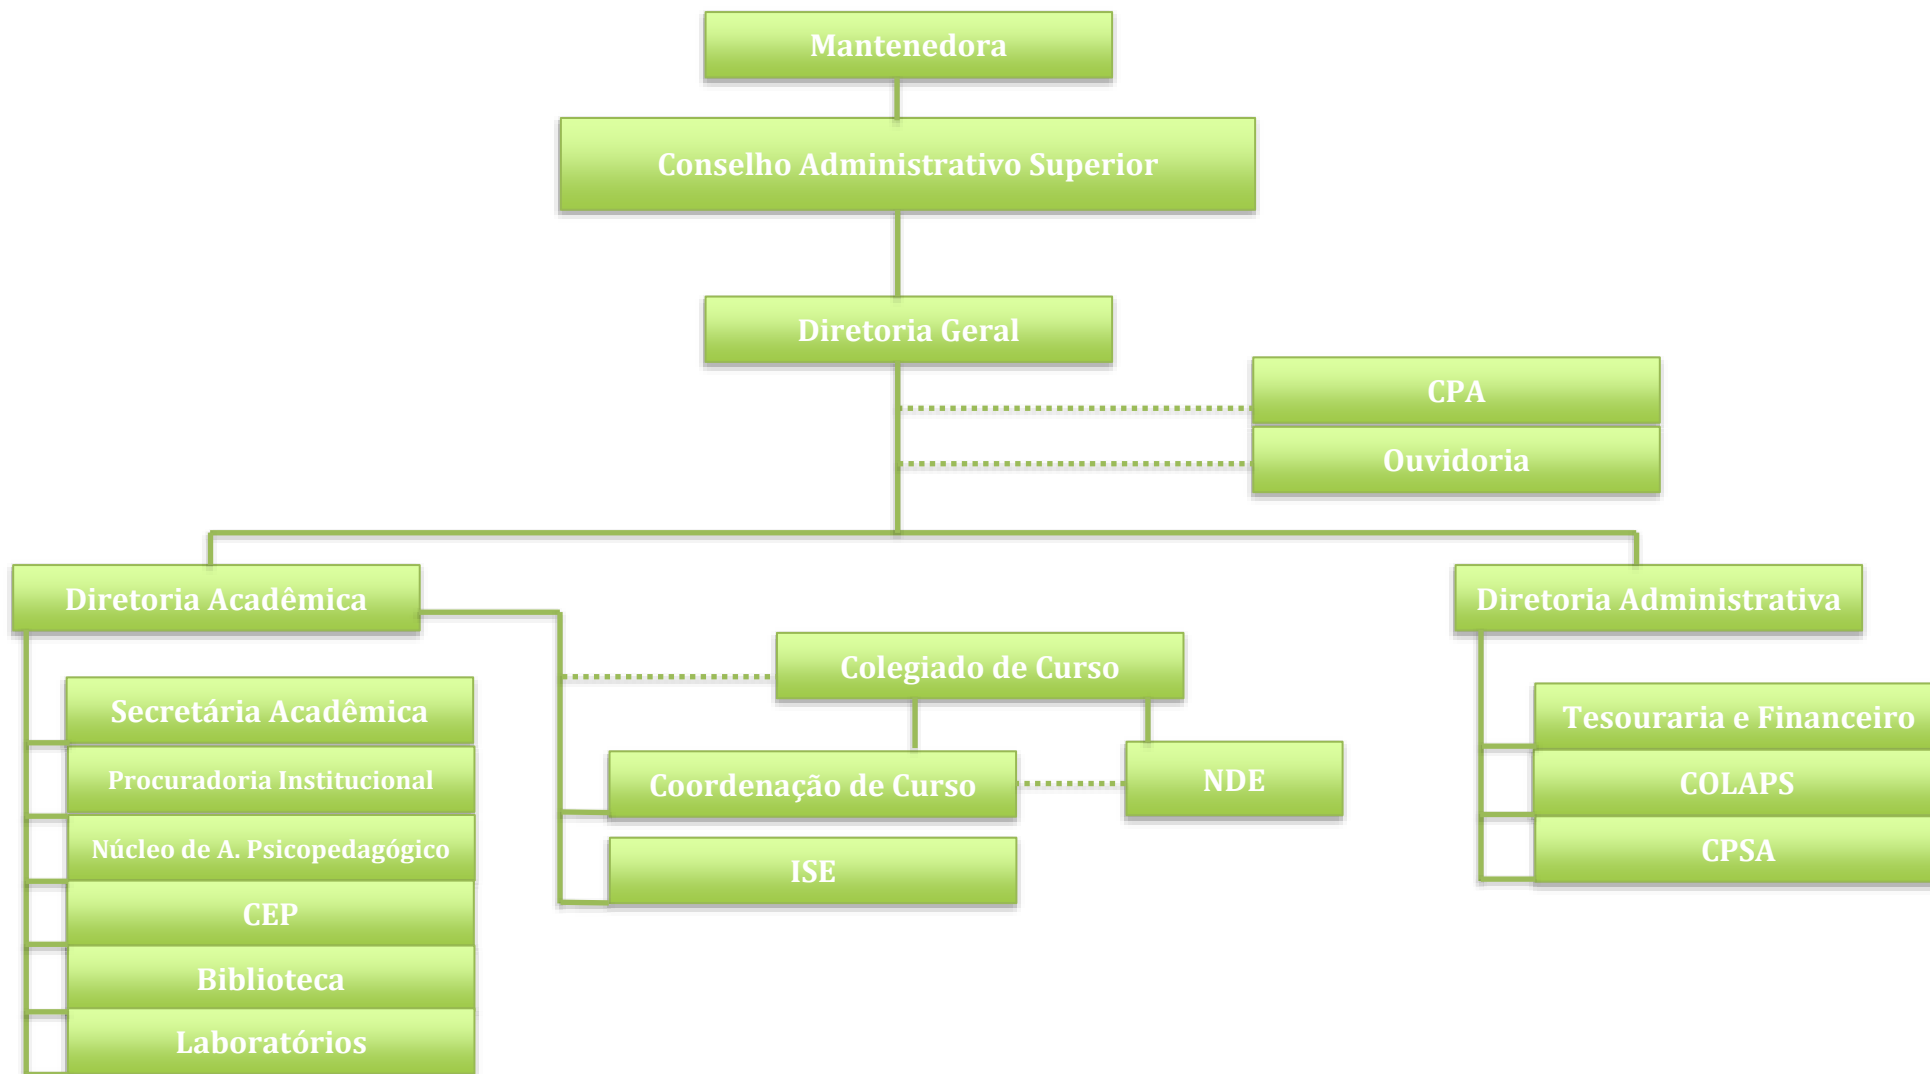 Mantenedora
Conselho Administrativo Superior
Diretoria Geral
CPA
Ouvidoria
Diretoria Acadêmica
Diretoria Administrativa
Colegiado de Curso
Secretária Acadêmica
Procuradoria Institucional
Núcleo de A. Psicopedagógico
CEP
Biblioteca
Laboratórios
Coordenação de Curso
NDE
ISE
Tesouraria e Financeiro
COLAPS
CPSA